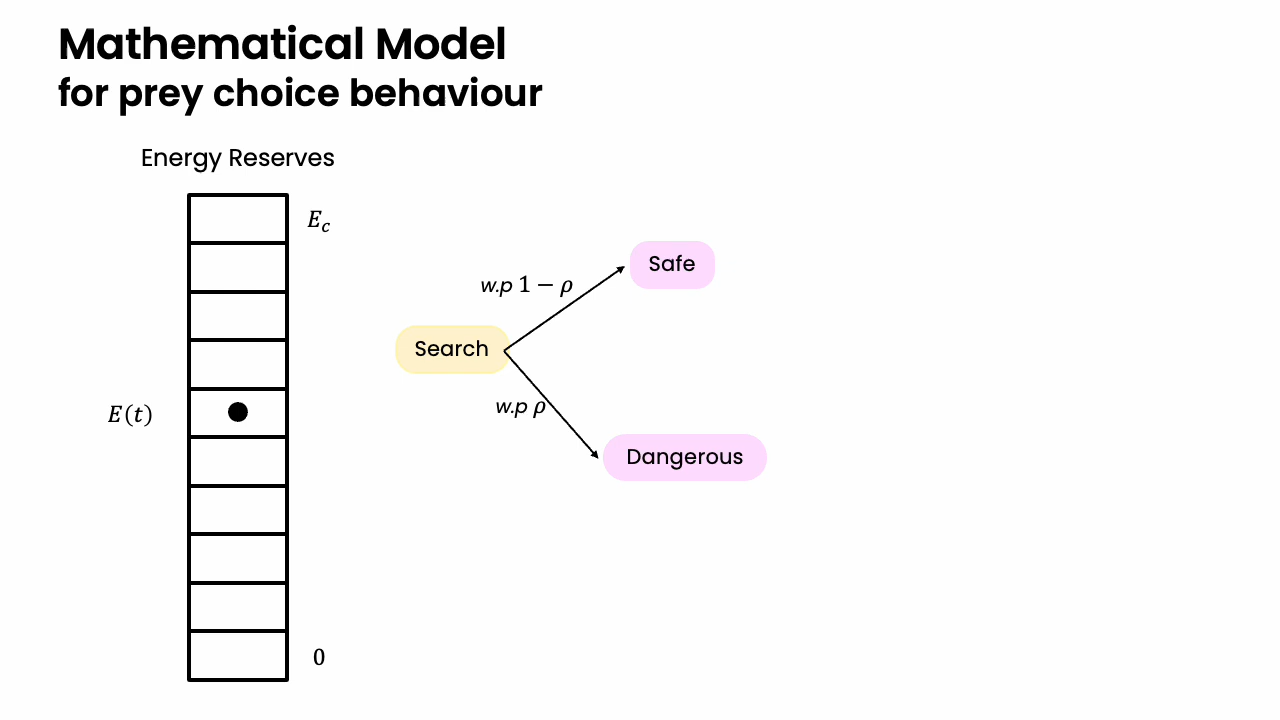 Mathematical Model
for prey choice behaviour
Energy Reserves
E_c
Safe
w.p 1 − ρ
Search
w.p ρ
E(t)
Dangerous
0